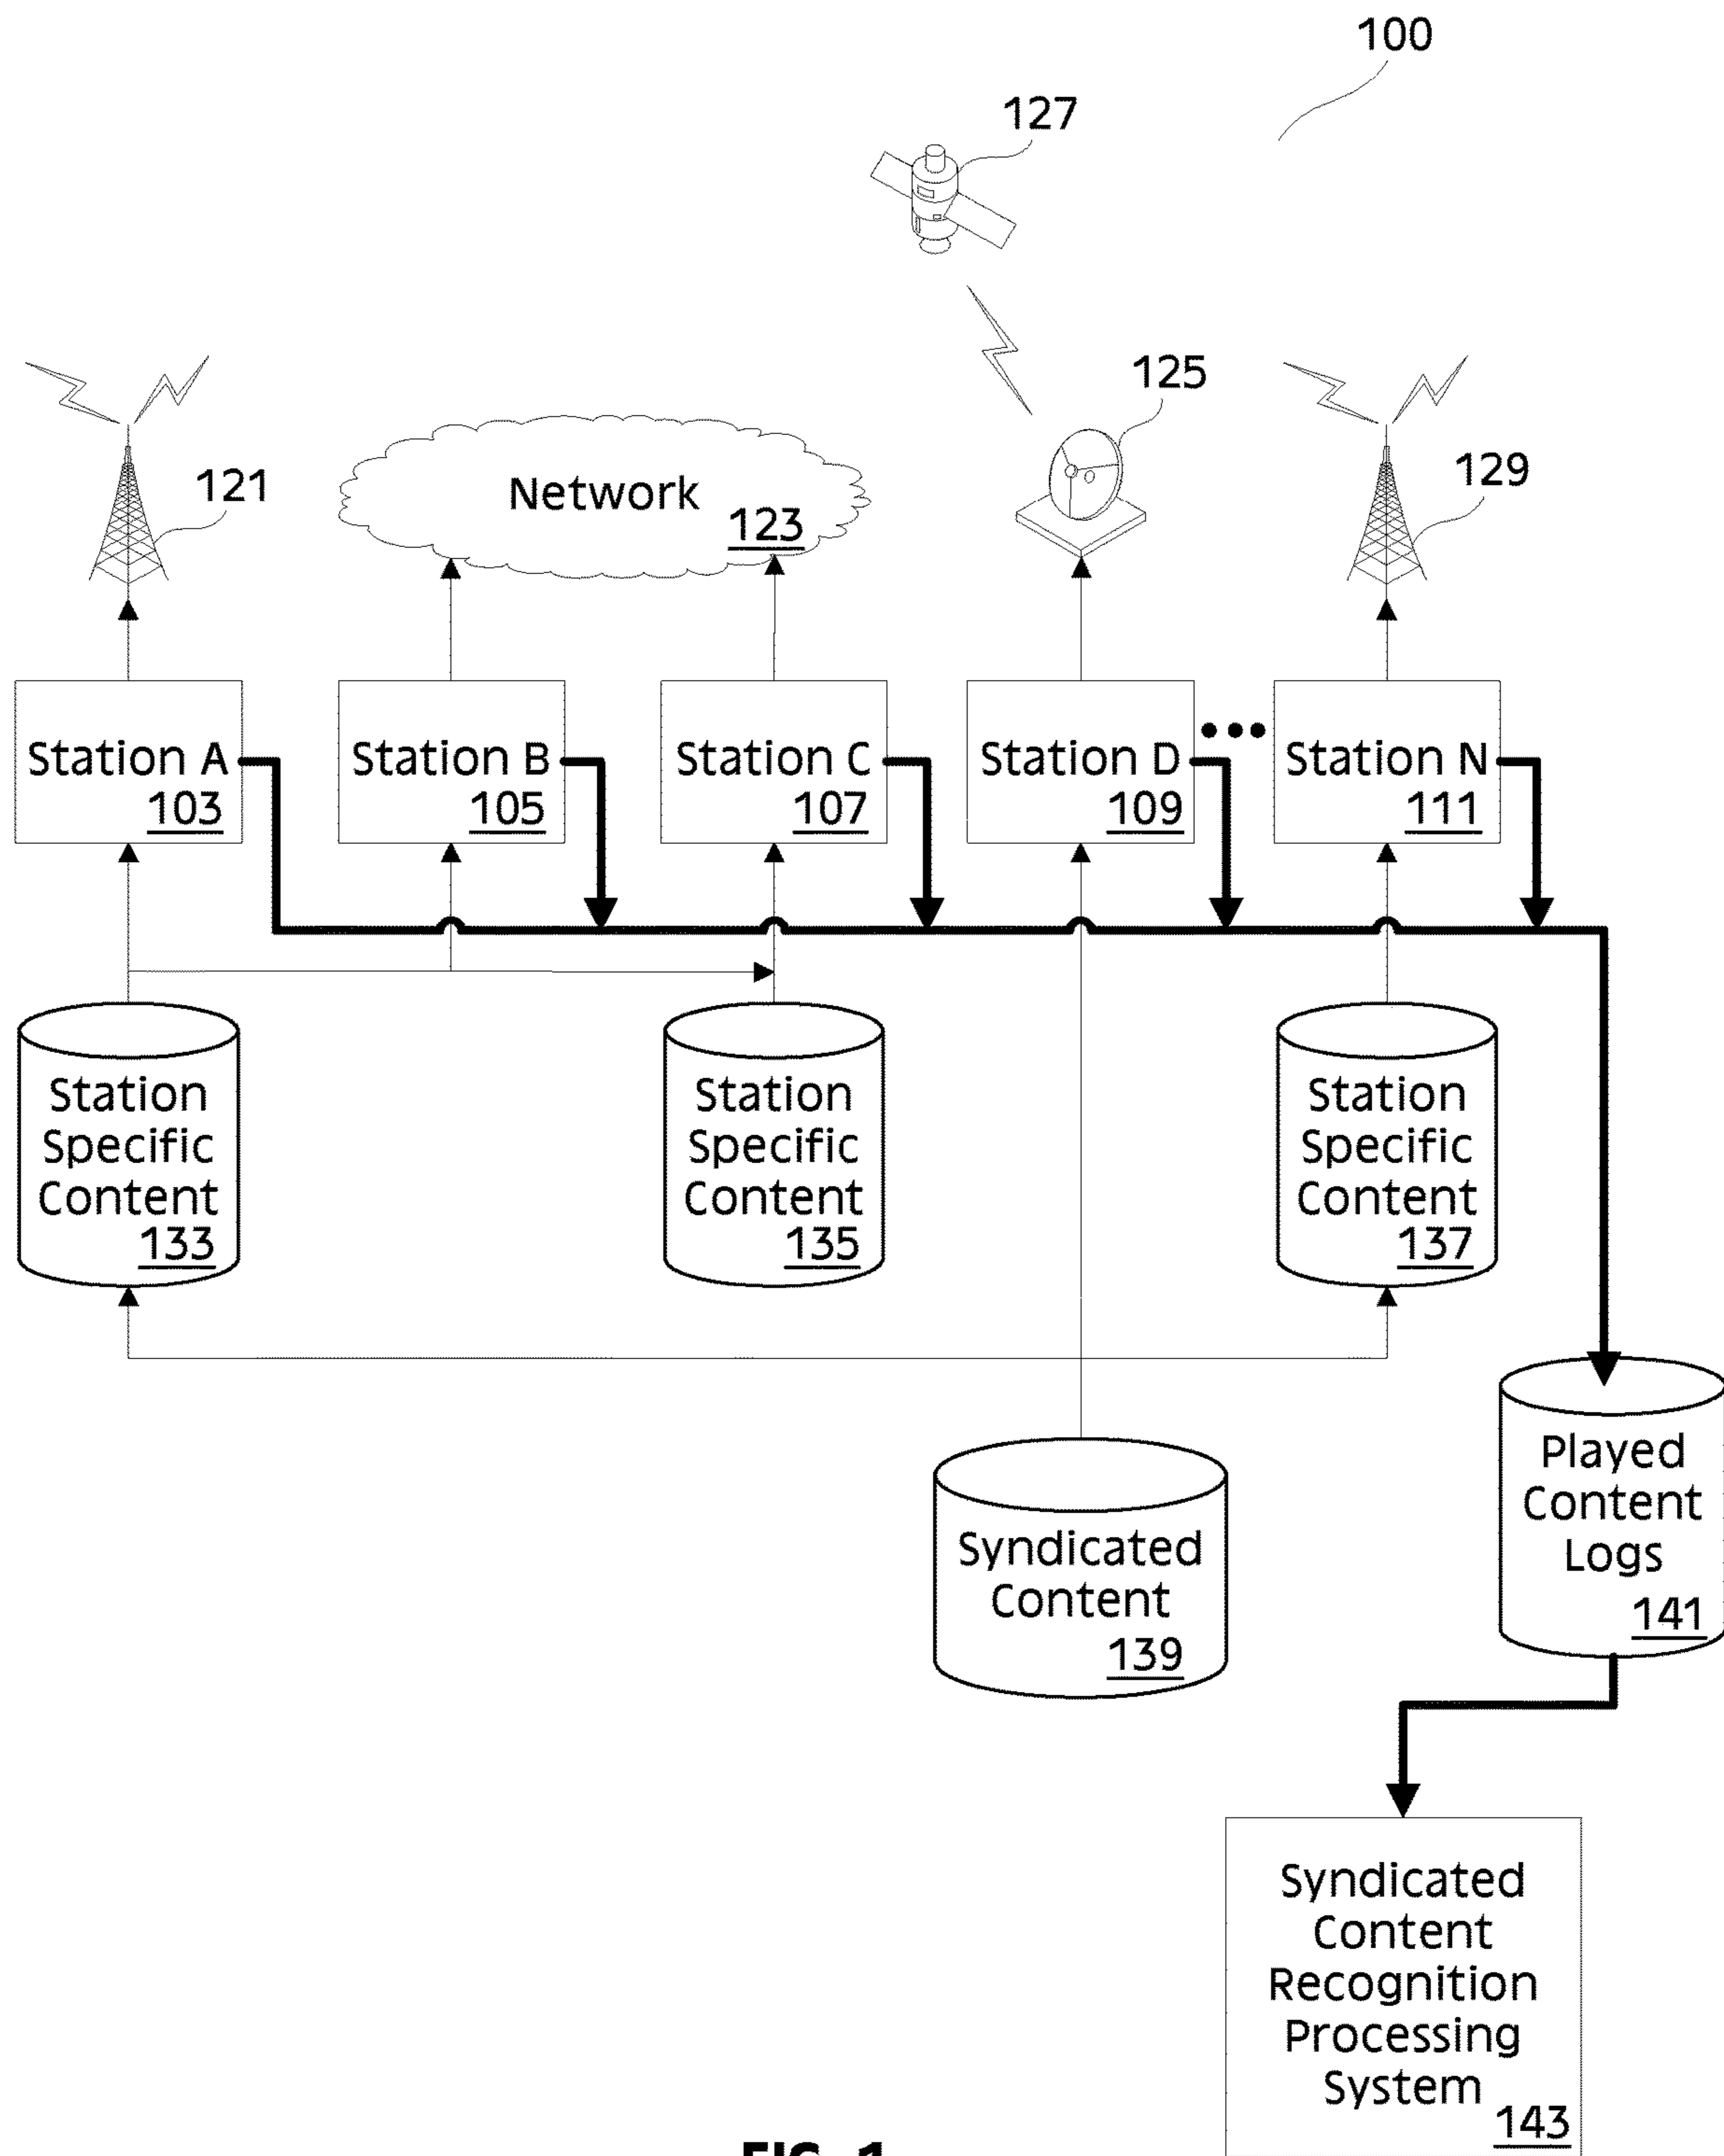 100
127
125
121
Network
123
129
Station A
103
Station B
105
Station C
107
Station D
109
Station N
111
Station
Specific
Content
133
Station
Specific
Content
135
Station
Specific
Content
137
Syndicated
Content
139
Played
Content
Logs
141
Syndicated
Content
Recognition
Processing
System
143
FIG. 1